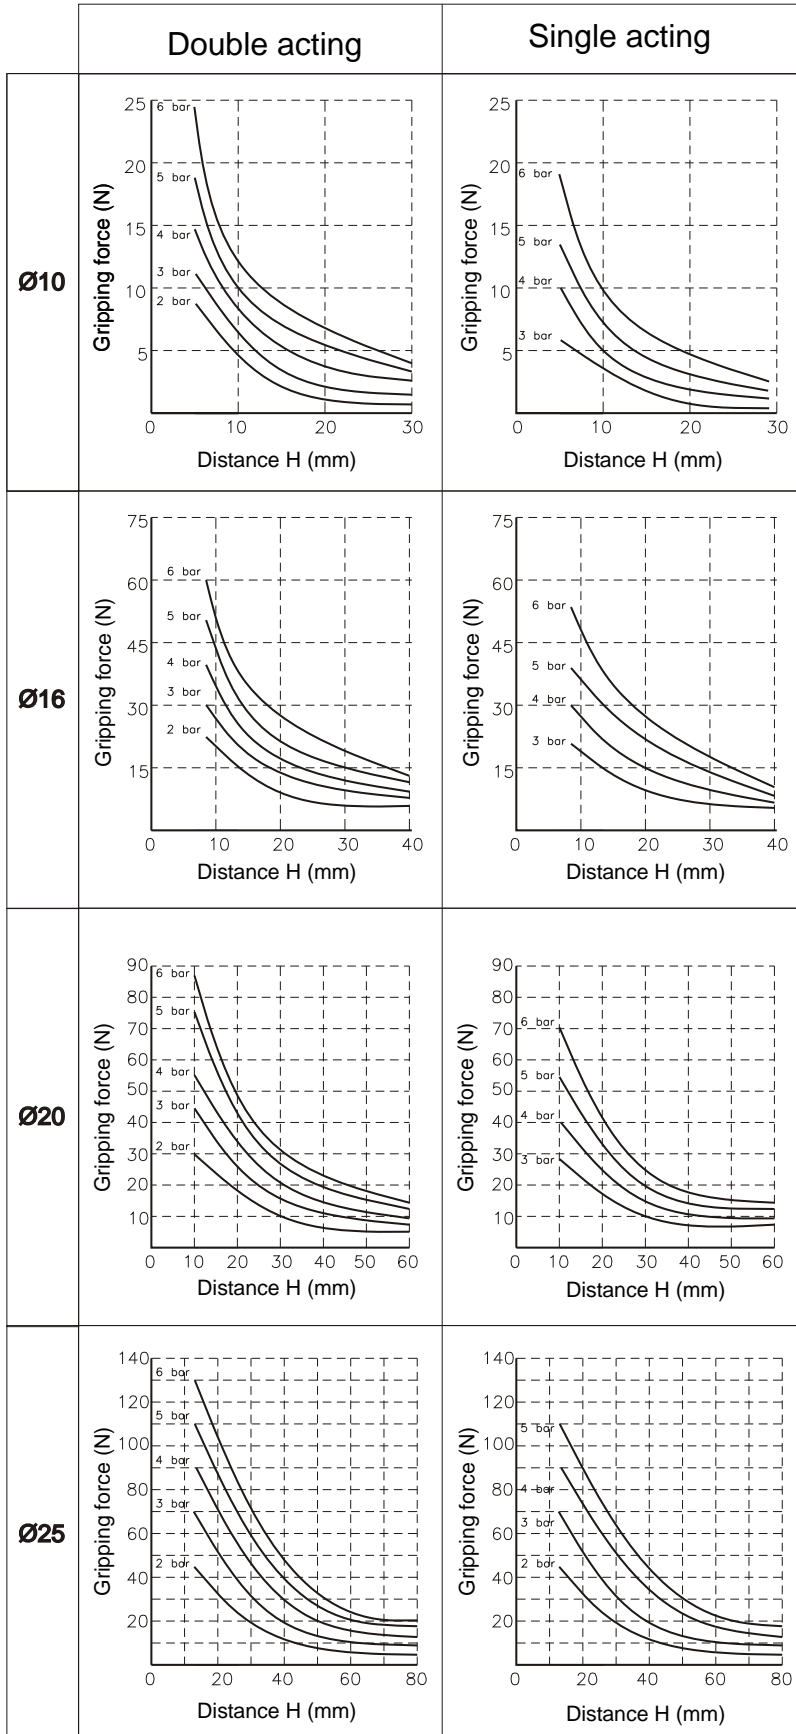 Double acting
Single acting
Ø10
Gripping force (N)
25
20
15
10
5
6 bar
5 bar
4 bar
3 bar
2 bar
0 10 20 30
Distance H (mm)
Gripping force (N)
25
20
15
10
5
6 bar
5 bar
4 bar
3 bar
0 10 20 30
Distance H (mm)
Ø16
Gripping force (N)
75
60
45
30
15
6 bar
5 bar
4 bar
3 bar
2 bar
0 10 20 30 40
Distance H (mm)
Gripping force (N)
75
60
45
30
15
6 bar
5 bar
4 bar
3 bar
0 10 20 30 40
Distance H (mm)
Ø20
Gripping force (N)
90
80
70
60
50
40
30
20
10
6 bar
5 bar
4 bar
3 bar
2 bar
0 10 20 30 40 50 60
Distance H (mm)
Gripping force (N)
90
80
70
60
50
40
30
20
10
6 bar
5 bar
4 bar
3 bar
0 10 20 30 40 50 60
Distance H (mm)
Ø25
Gripping force (N)
140
120
100
80
60
40
20
6 bar
5 bar
4 bar
3 bar
2 bar
0 20 40 60 80
Distance H (mm)
Gripping force (N)
140
120
100
80
60
40
20
5 bar
4 bar
3 bar
2 bar
0 20 40 60 80
Distance H (mm)